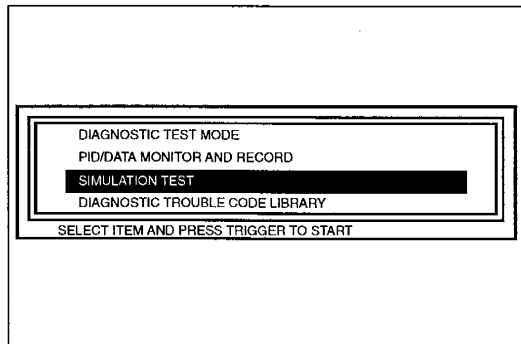 DIAGNOSTIC TEST MODE
PID/DATA MONITOR AND RECORD
SIMULATION TEST
DIAGNOSTIC TROUBLE CODE LIBRARY
SELECT ITEM AND PRESS TRIGGER TO START